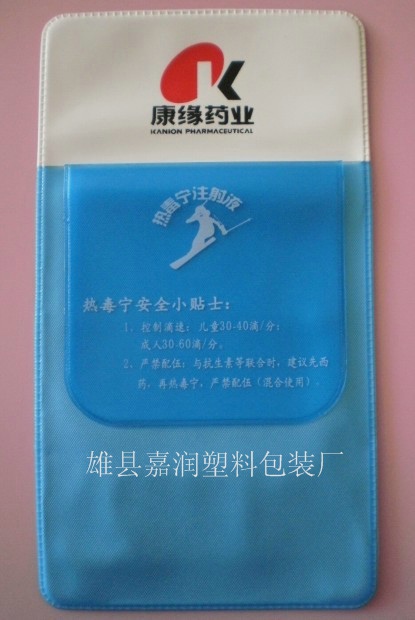 康缘药业
KANION PHARMACEUTICAL
热毒宁注射液
热毒宁安全小贴士:
1、控制滴速:儿童30-40滴/分;
成人30-60滴/分。
2、严禁配伍:与抗生素等联合时,建议先西
药,再热毒宁,严禁配伍(混合使用)。
雄县嘉润塑料包装厂